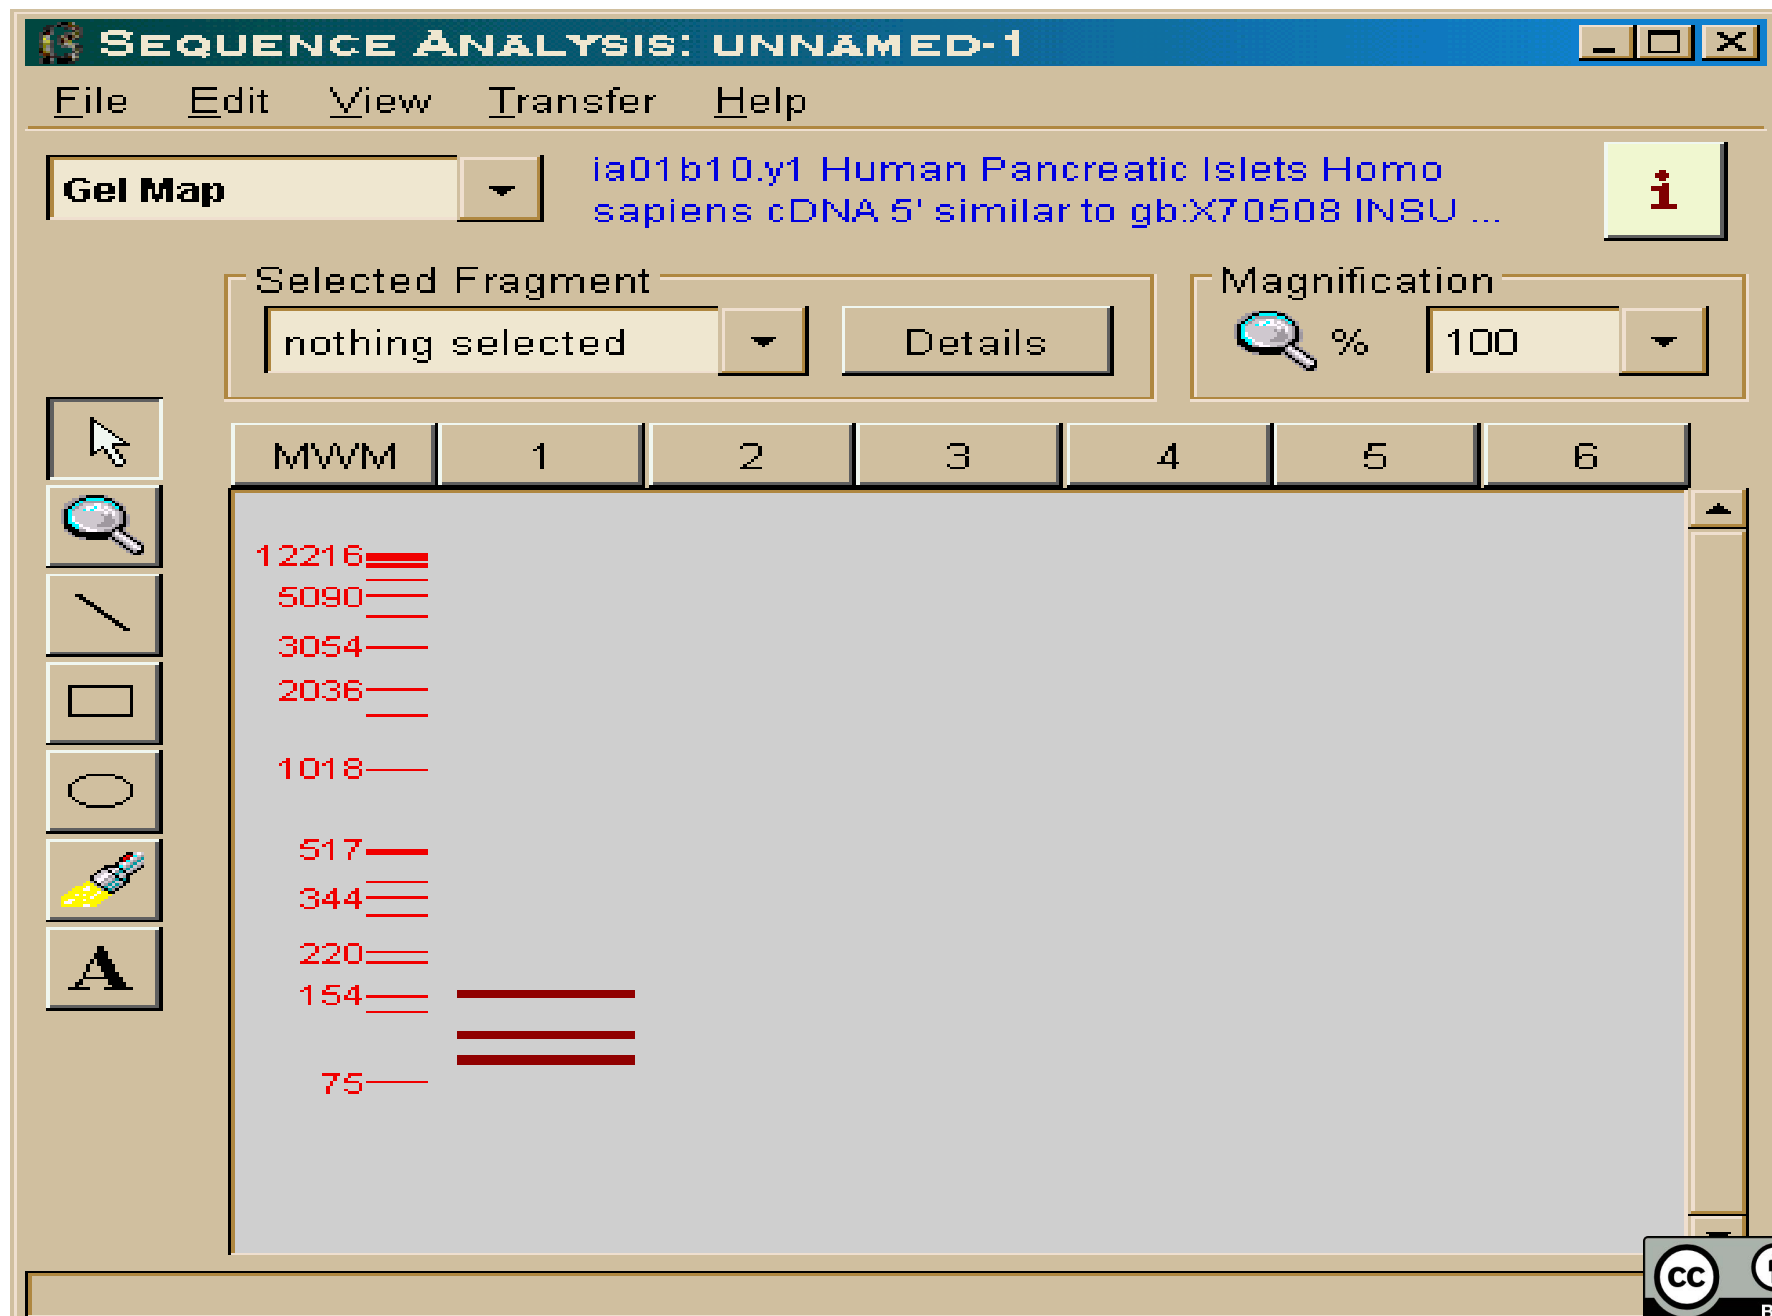 SEQUENCE ANALYSIS: UNNAMED-1
File Edit View Transfer Help
Gel Map
ia01b10.y1 Human Pancreatic Islets Homo
sapiens cDNA 5' similar to gb:X70508 INSU ...
i
Selected Fragment
Magnification
nothing selected
Details
%
100
MWM 1 2 3 4 5 6
12216
5090
3054
2036
1018
517
344
220
154
75
A
cc